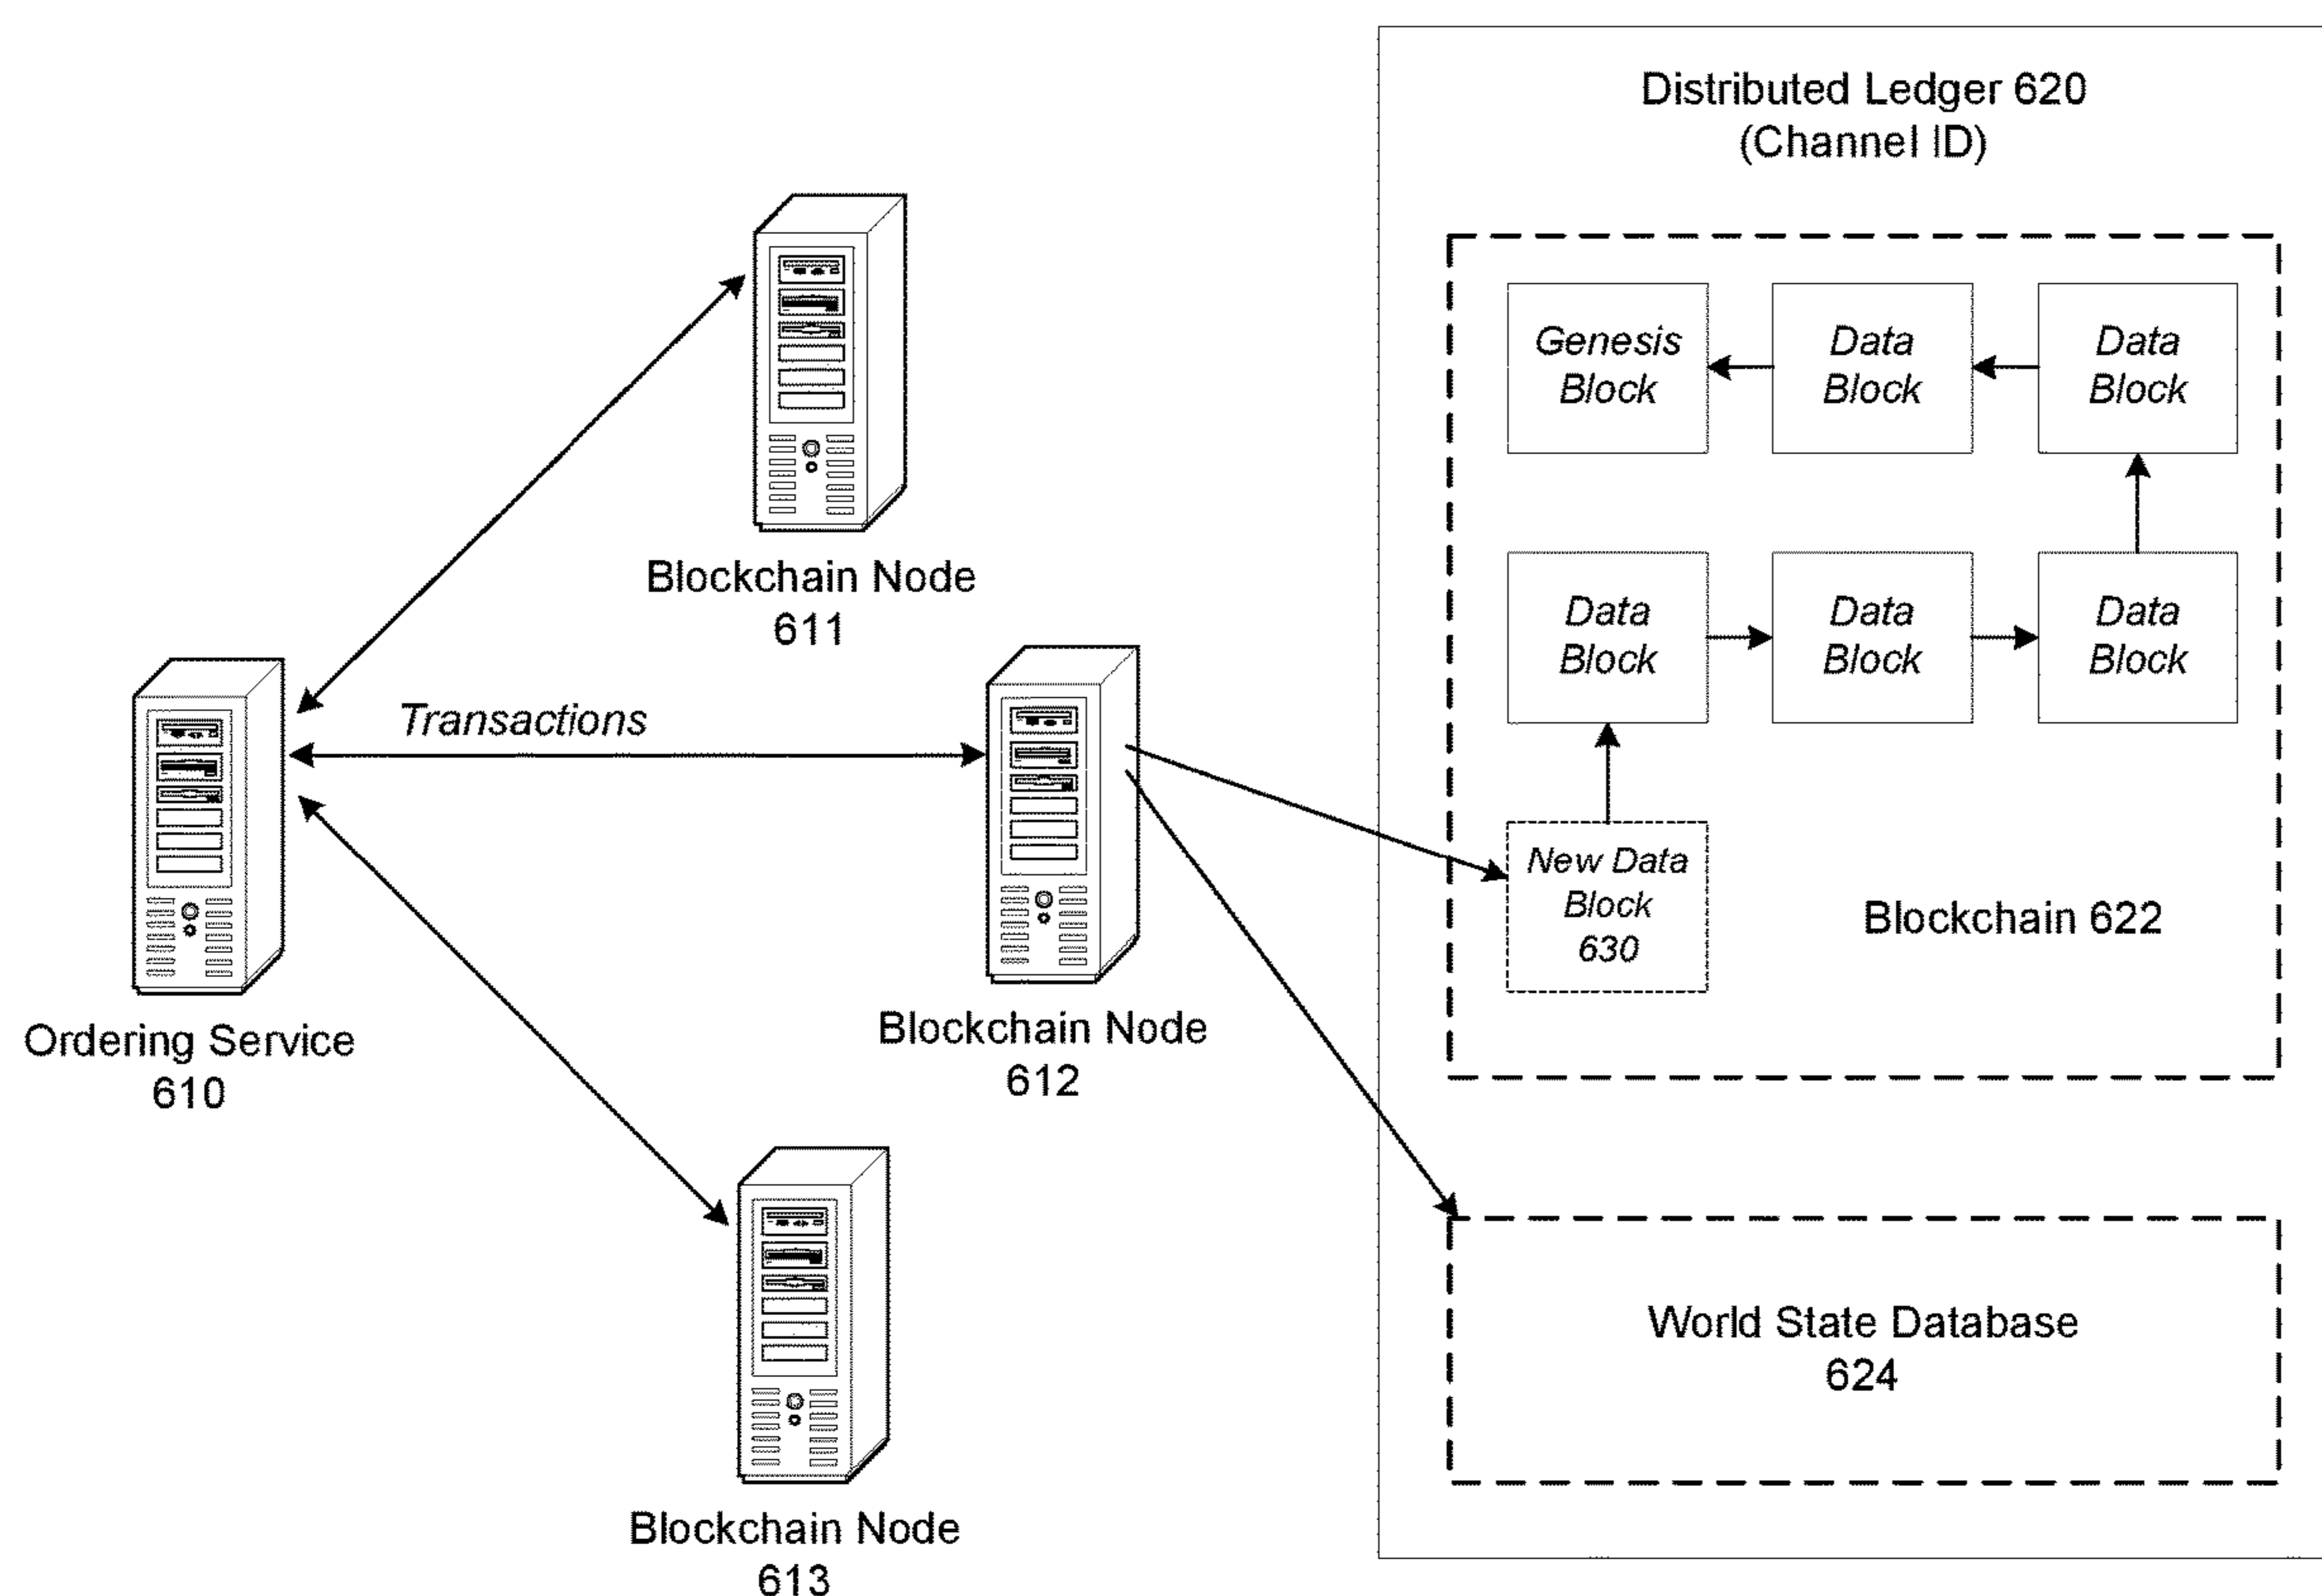 Distributed Ledger 620
(Channel ID)
Genesis
Block
Data
Block
Data
Block
Blockchain Node
611
Data
Block
Data
Block
Data
Block
Transactions
New Data
Block
630
Blockchain 622
Ordering Service
610
Blockchain Node
612
World State Database
624
Blockchain Node
613